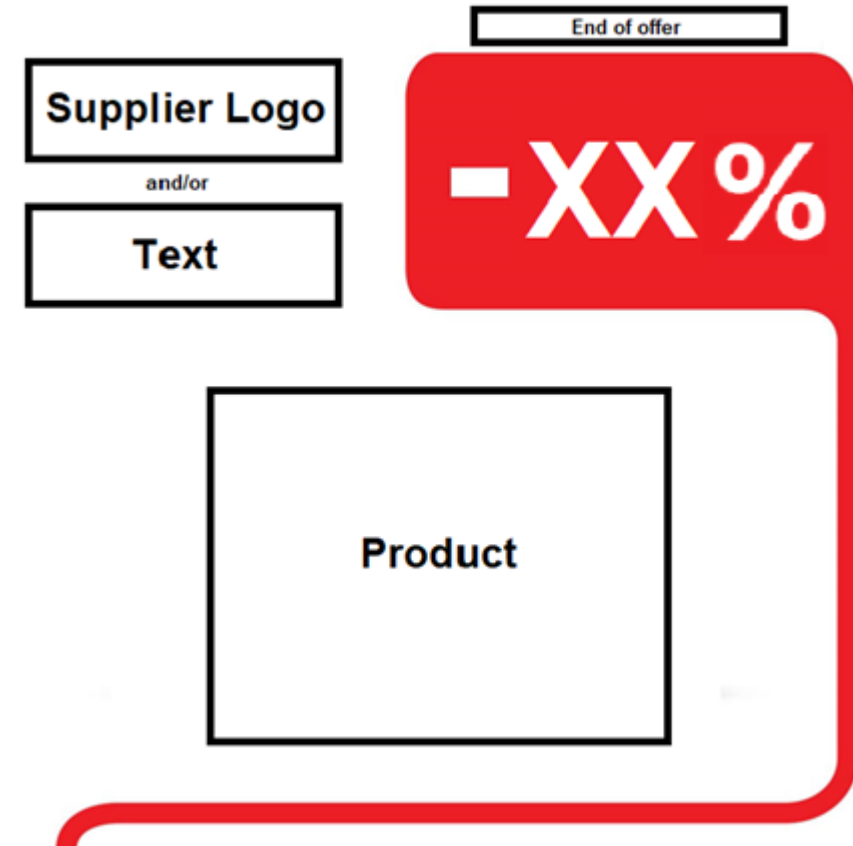 End of offer
Supplier Logo
and/or
Text
-XX%
Product